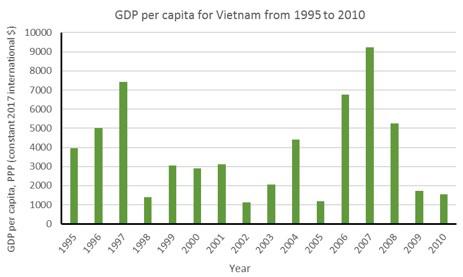 GDP per capita for Vietnam from 1995 to 2010
GDP per capita, PPP (constant 2017 international $)
10000
9000
8000
7000
6000
5000
4000
3000
2000
1000
0
1995 1996 1997 1998 1999 2000 2001 2002 2003 2004 2005 2006 2007 2008 2009 2010
Year